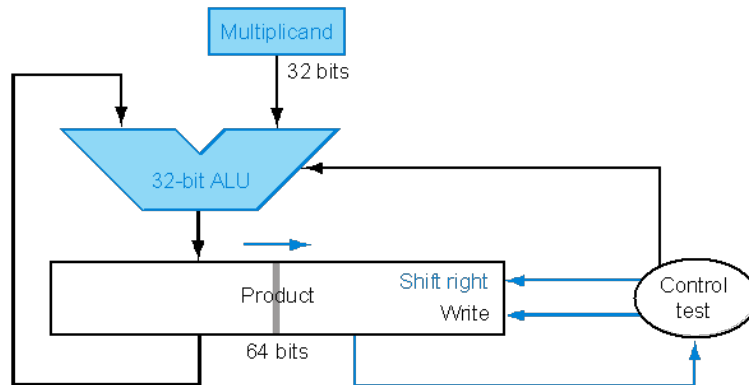 Multiplicand
32 bits
32-bit ALU
Product
Shift right
Write
Control
test
64 bits